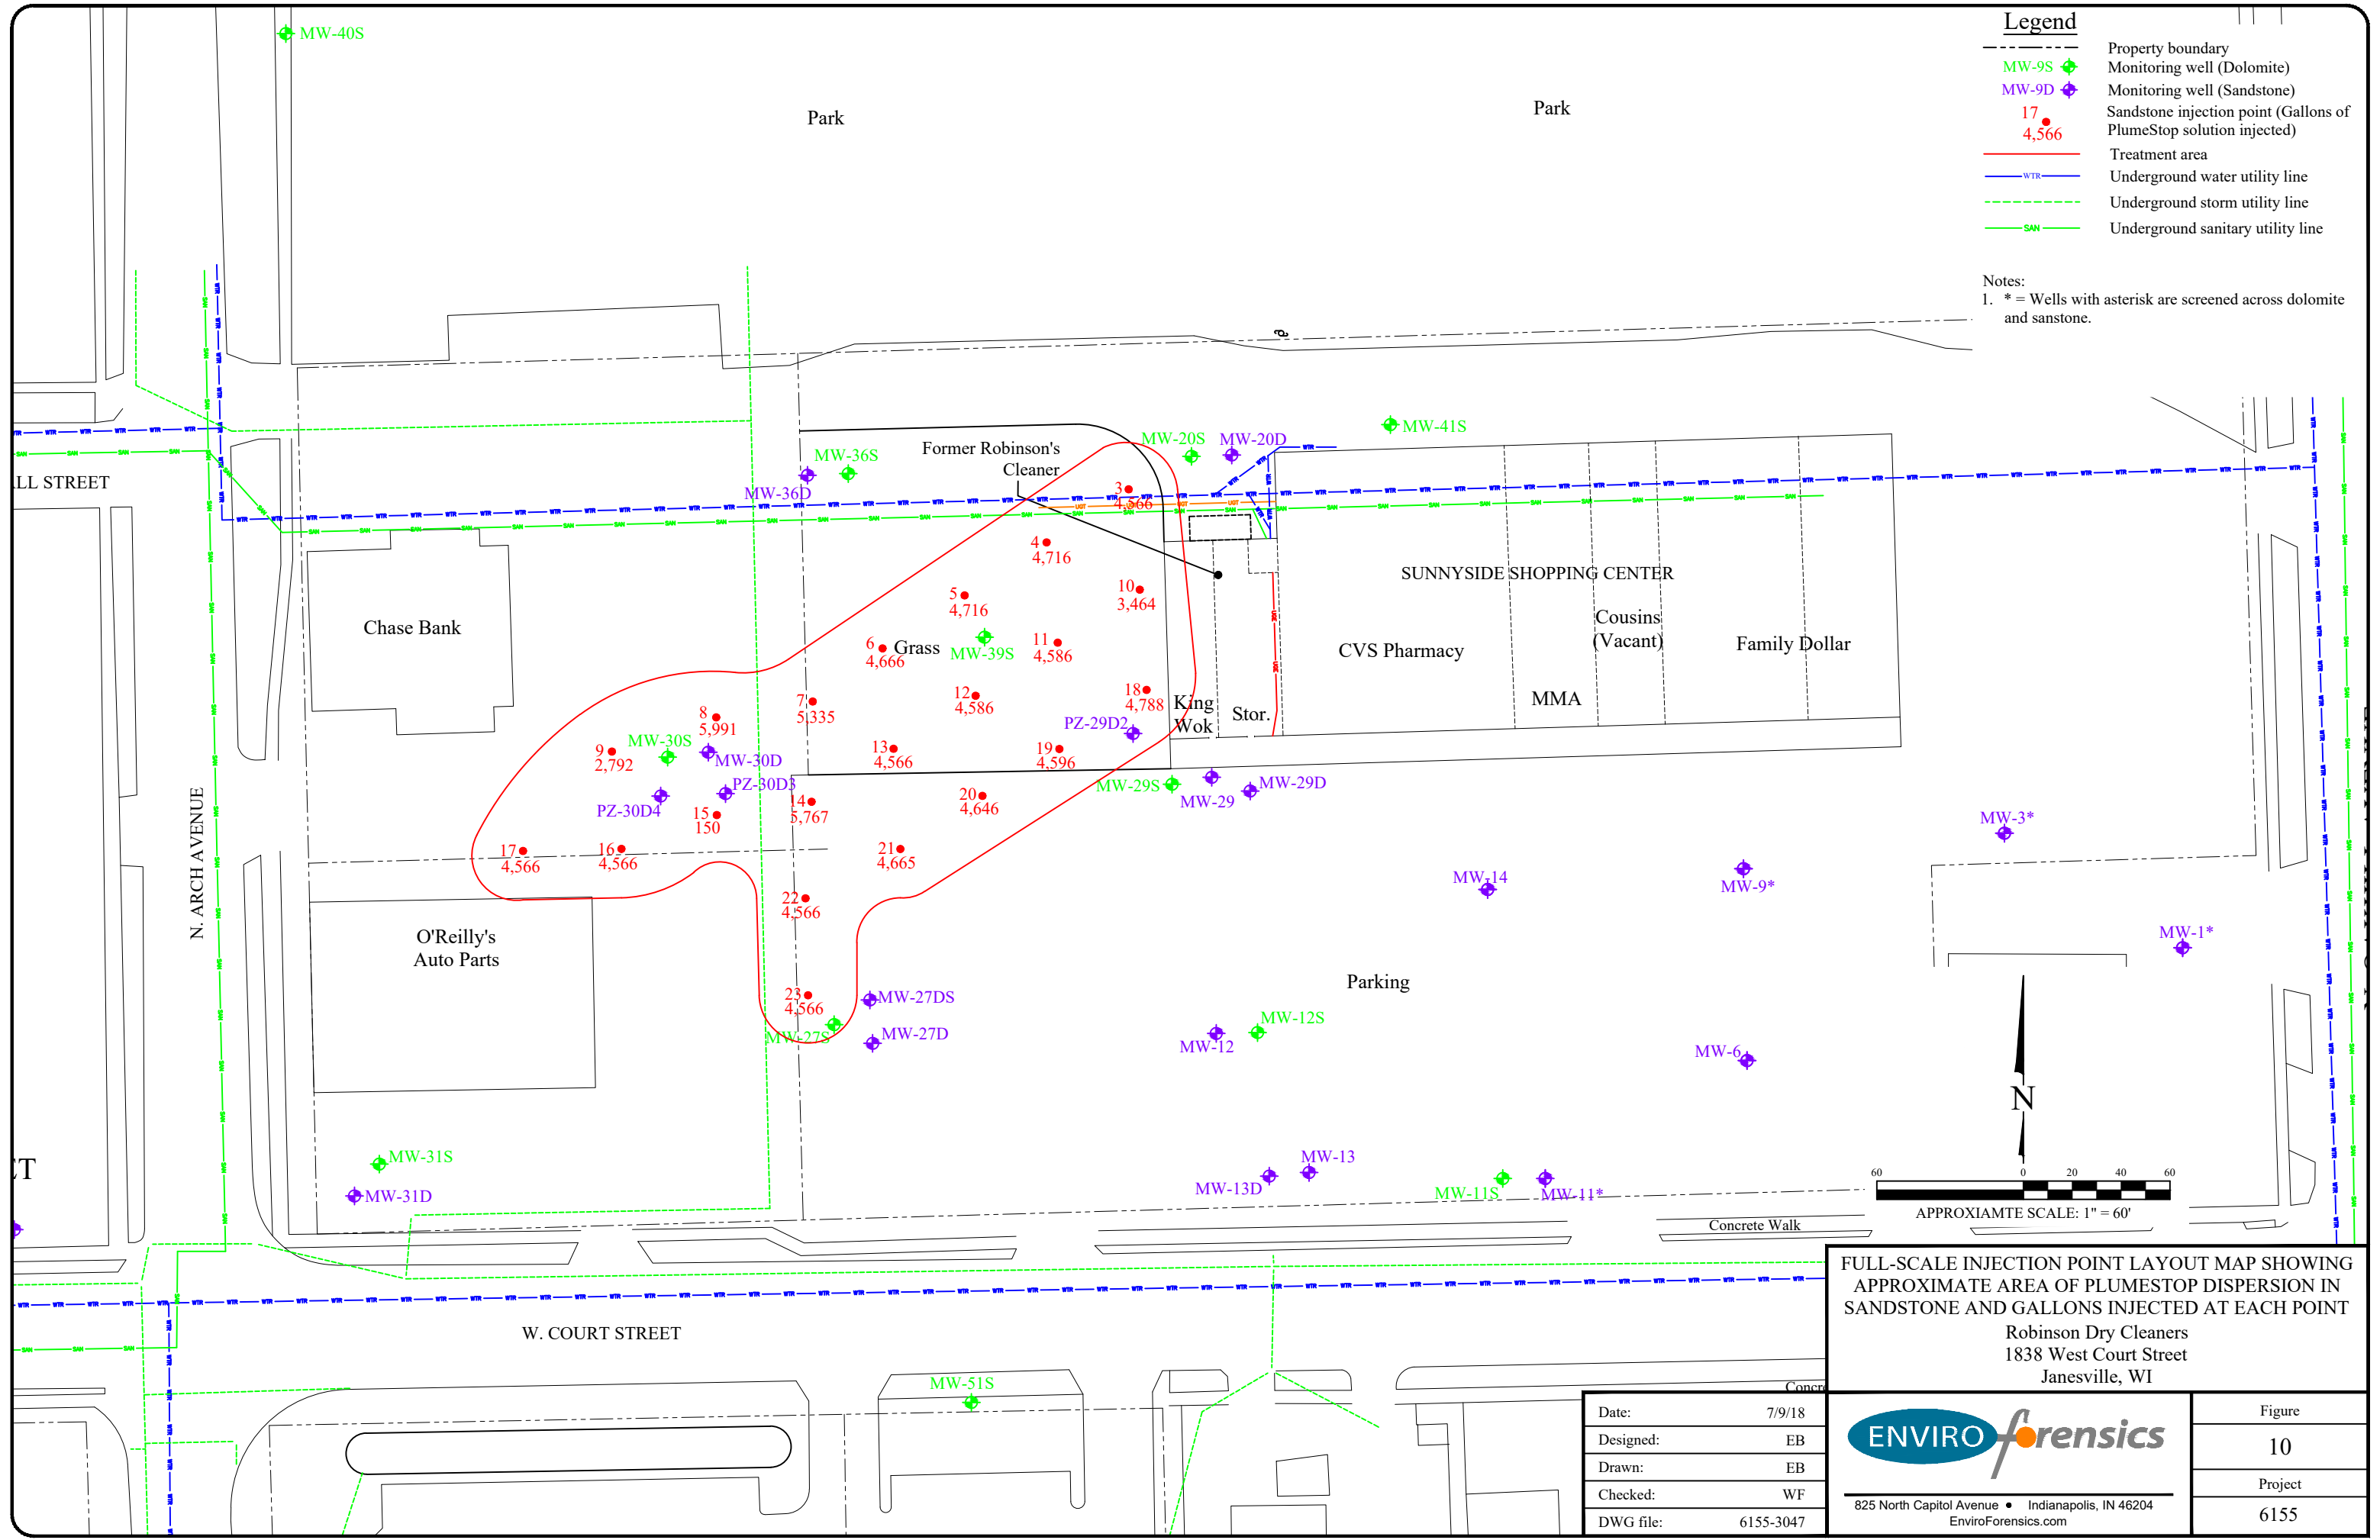 Legend
Property boundary
MW-9S Monitoring well (Dolomite)
MW-9D Monitoring well (Sandstone)
17
4,566
Sandstone injection point (Gallons of
PlumeStop solution injected)
Treatment area
WTR Underground water utility line
Underground storm utility line
SAN Underground sanitary utility line
Notes:
1. * = Wells with asterisk are screened across dolomite
and sanstone.
MW-40S
Park
Park
MW-36S
MW-36D
Former Robinson's
Cleaner
MW-20S
MW-20D
MW-41S
LL STREET
Chase Bank
3
4,566
4
4,716
5
4,716
10
3,464
6
4,666
Grass
MW-39S
11
4,586
SUNNYSIDE SHOPPING CENTER
CVS Pharmacy
Cousins
(Vacant)
Family Dollar
MMA
King
Wok
Stor.
7
5,335
8
5,991
12
4,586
18
4,788
PZ-29D2
9
2,792
MW-30S
MW-30D
13
4,566
19
4,596
PZ-30D3
PZ-30D4
15
150
14
5,767
20
4,646
MW-29S
MW-29
MW-29D
17
4,566
16
4,566
21
4,665
22
4,566
23
4,566
MW-27DS
MW-27S
MW-27D
N. ARCH AVENUE
O'Reilly's
Auto Parts
MW-14
MW-9*
MW-3*
MW-1*
Parking
MW-12
MW-12S
MW-6
MW-31S
MW-31D
MW-13
MW-13D
MW-11S
MW-11*
N
60 0 20 40 60
APPROXIAMTE SCALE: 1" = 60'
Concrete Walk
ET
W. COURT STREET
MW-51S
Concre
FULL-SCALE INJECTION POINT LAYOUT MAP SHOWING
APPROXIMATE AREA OF PLUMESTOP DISPERSION IN
SANDSTONE AND GALLONS INJECTED AT EACH POINT
Robinson Dry Cleaners
1838 West Court Street
Janesville, WI
Date: 7/9/18
Designed: EB
Drawn: EB
Checked: WF
DWG file: 6155-3047
ENVIROforensics
825 North Capitol Avenue ● Indianapolis, IN 46204
EnviroForensics.com
Figure
10
Project
6155